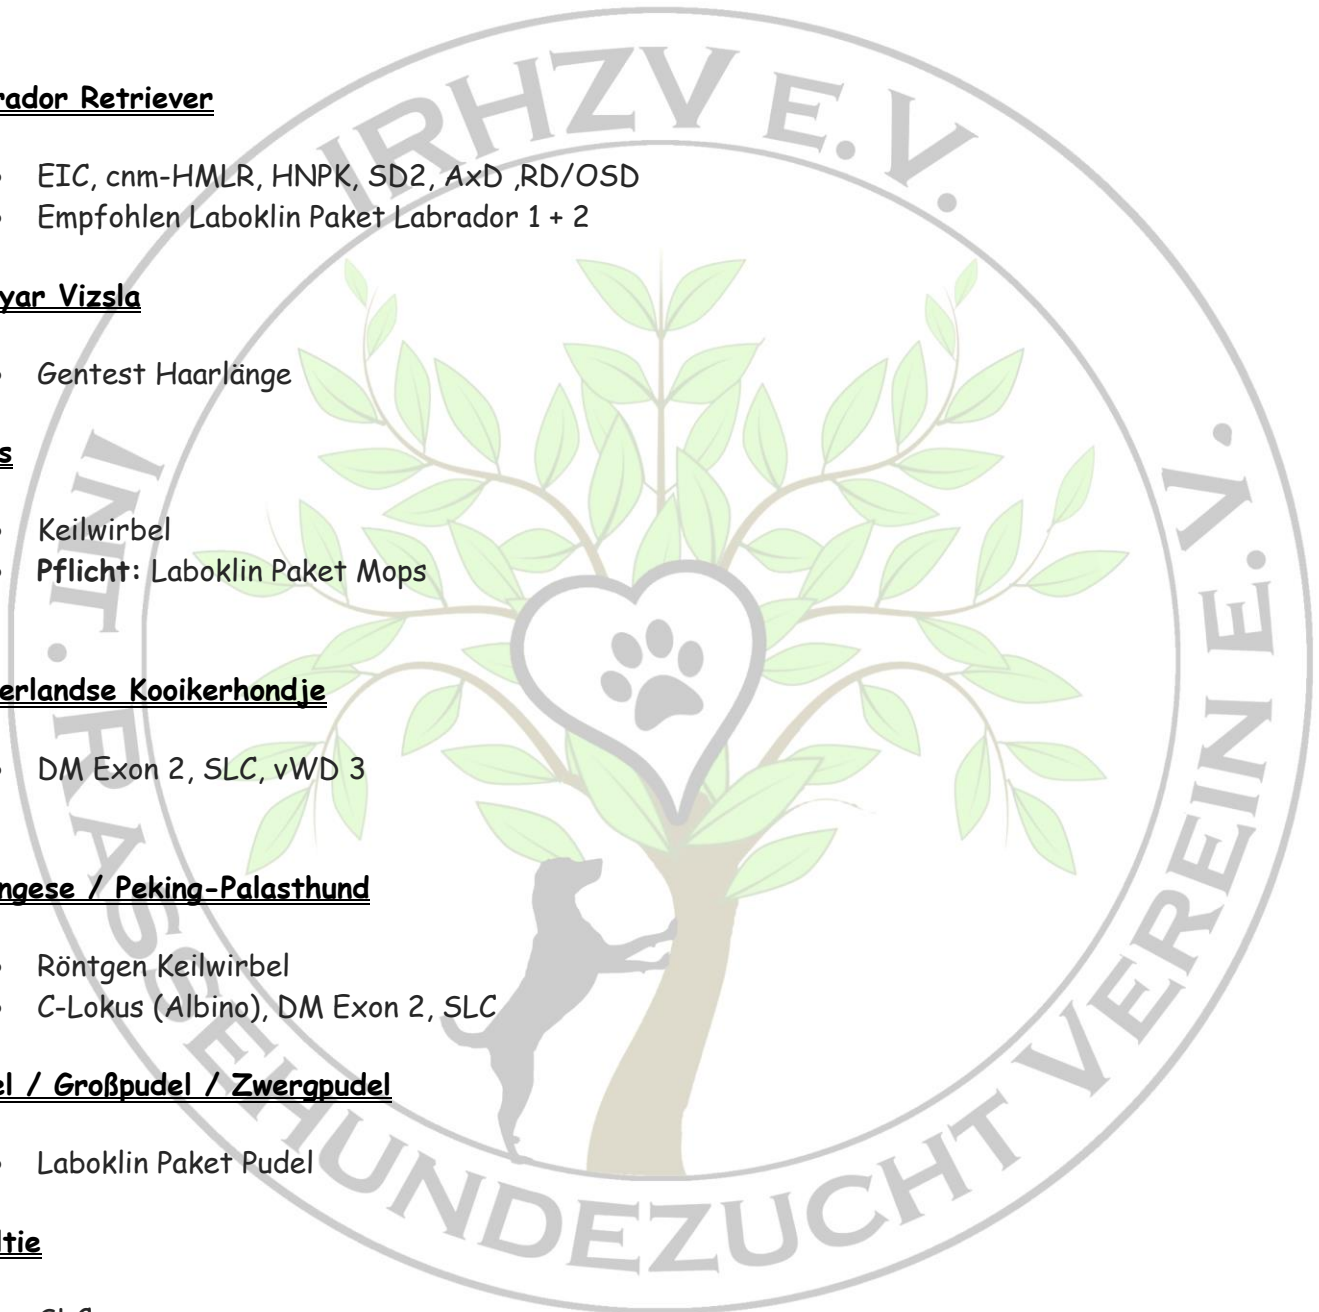 IRHZV E.V.
INT. RASSEHUNDEZUCHT VEREIN E.V.
rador Retriever
EIC, cnm-HMLR, HNPK, SD2, AxD ,RD/OSD
Empfohlen Laboklin Paket Labrador 1 + 2
yar Vizsla
Gentest Haarlänge
s
Keilwirbel
Pflicht: Laboklin Paket Mops
erlandse Kooikerhondje
DM Exon 2, SLC, vWD 3
ngese / Peking-Palasthund
Röntgen Keilwirbel
C-Lokus (Albino), DM Exon 2, SLC
el / Großpudel / Zwergpudel
Laboklin Paket Pudel
ltie